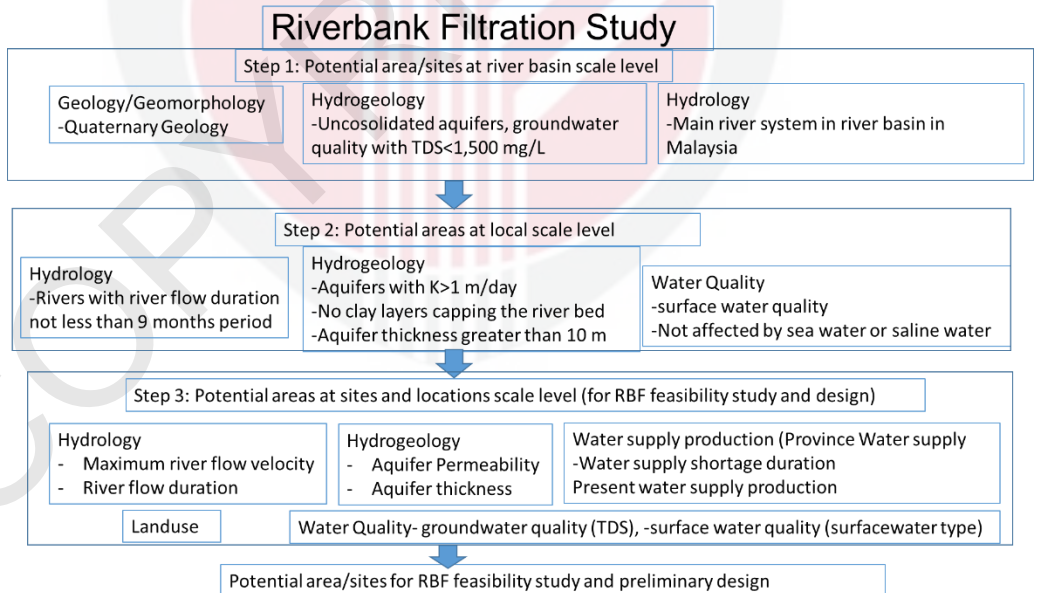 Riverbank Filtration Study
Step 1: Potential area/sites at river basin scale level
Geology/Geomorphology
-Quaternary Geology
Hydrogeology
-Uncosolidated aquifers, groundwater
quality with TDS<1,500 mg/L
Hydrology
-Main river system in river basin in
Malaysia
Step 2: Potential areas at local scale level
Hydrology
-Rivers with river flow duration
not less than 9 months period
Hydrogeology
-Aquifers with K>1 m/day
-No clay layers capping the river bed
-Aquifer thickness greater than 10 m
Water Quality
-surface water quality
-Not affected by sea water or saline water
Step 3: Potential areas at sites and locations scale level (for RBF feasibility study and design)
Hydrology
- Maximum river flow velocity
- River flow duration
Hydrogeology
- Aquifer Permeability
- Aquifer thickness
Water supply production (Province Water supply
-Water supply shortage duration
Present water supply production
Landuse
Water Quality- groundwater quality (TDS), -surface water quality (surfacewater type)
Potential area/sites for RBF feasibility study and preliminary design